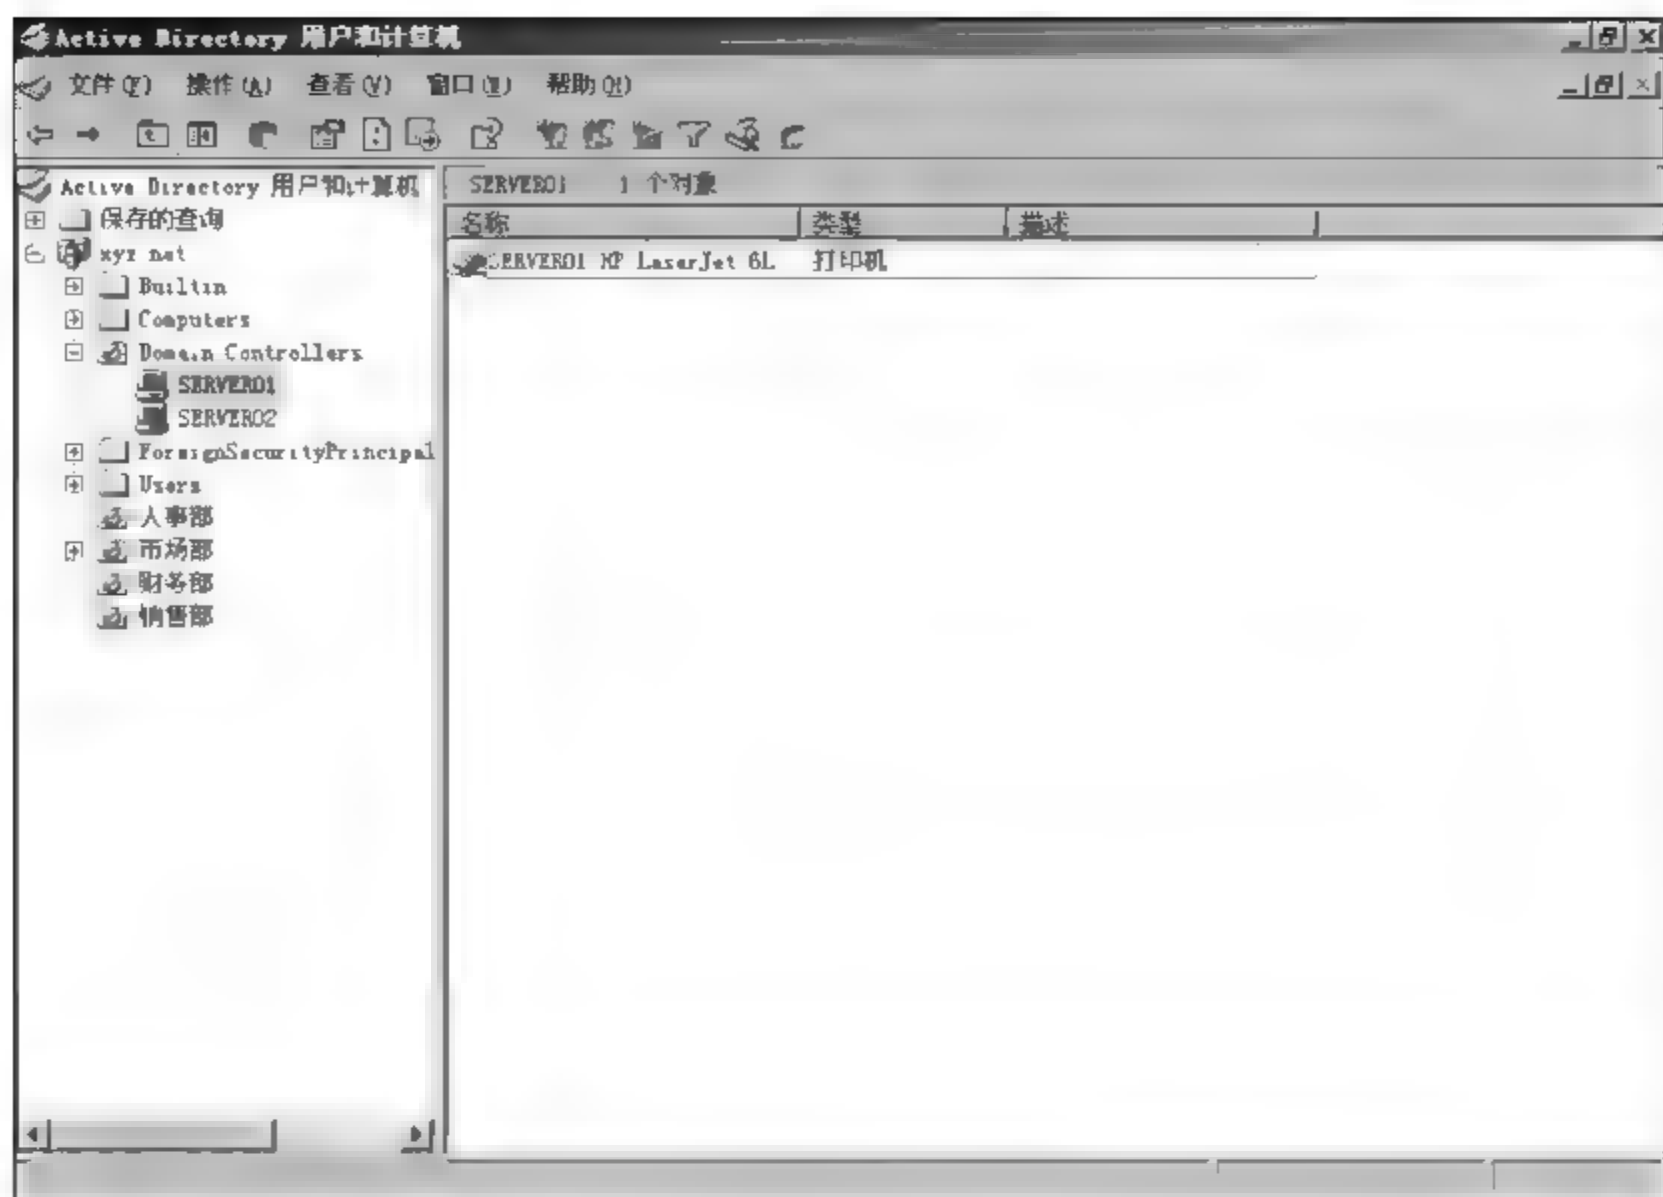 Active Directory 用户和计算机
文件(F) 操作(A) 查看(V) 窗口(W) 帮助(H)
Active Directory 用户和计算机
SERVER01 1 个对象
保存的查询
名称 类型 描述
xyz net
SERVER01 HP LaserJet 6L 打印机
Builtin
Computers
Domain Controllers
SERVER01
SERVER02
ForeignSecurityPrincipal
Users
人事部
市场部
财务部
销售部